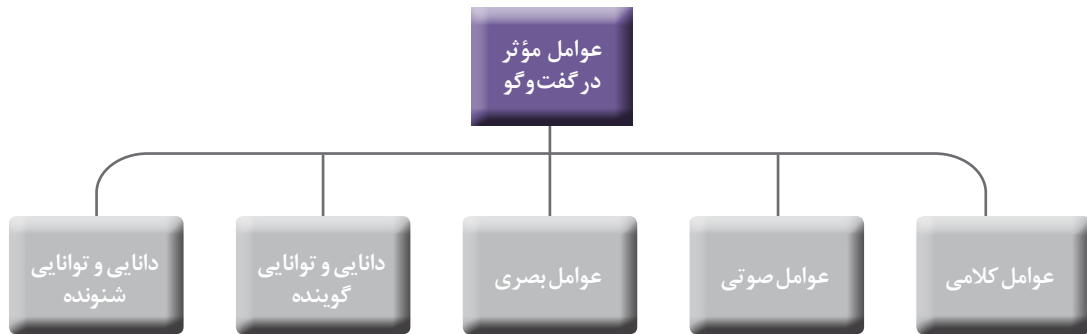 عوامل مؤثر
در گفت‌وگو
عوامل کلامی
عوامل صوتی
عوامل بصری
دانایی و توانایی
گوینده
دانایی و توانایی
شنونده